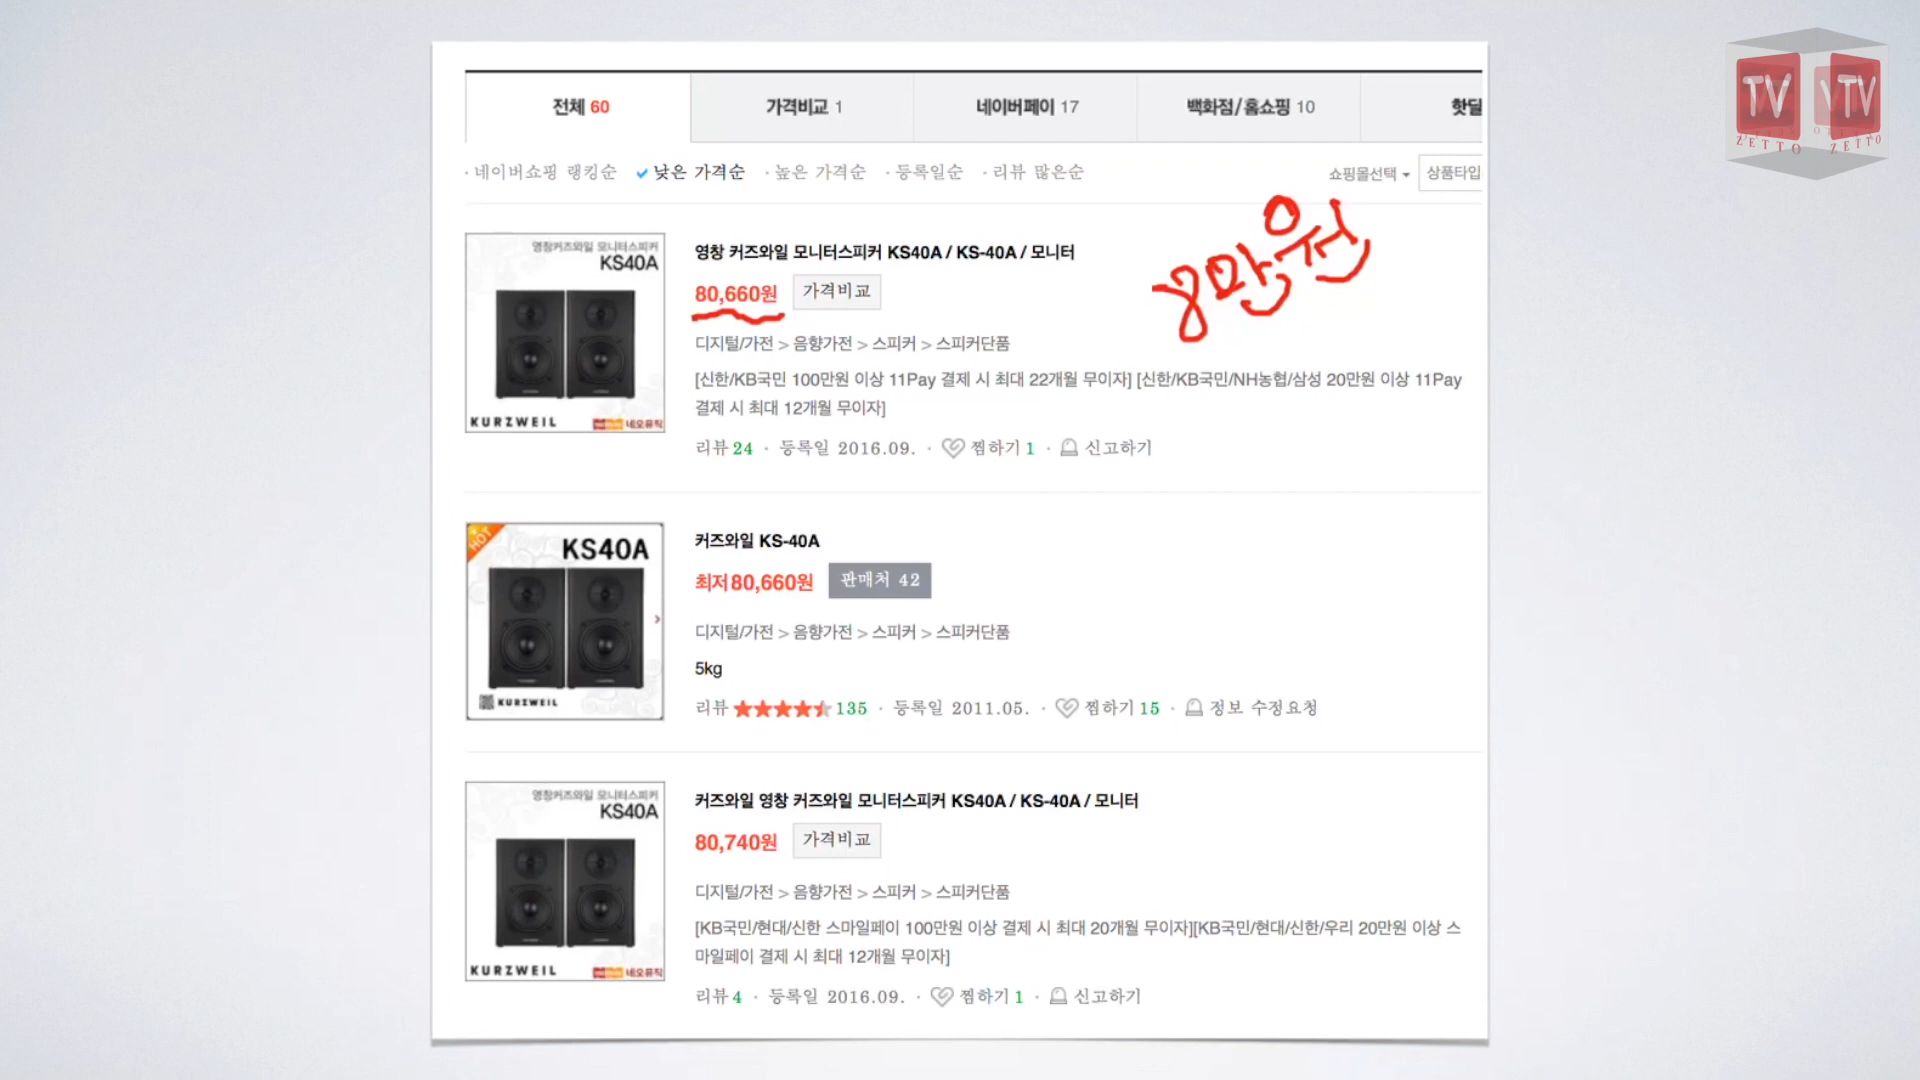 전체 60
가격비교 1
네이버페이 17
백화점/홈쇼핑 10
핫딜
· 네이버쇼핑 랭킹순
낮은 가격순
· 높은 가격순
· 등록일순
· 리뷰 많은순
쇼핑몰선택
상품타입
TV TV
ZETTO ZETTO
8만원
영창커즈와일 모니터스피커
KS40A
KURZWEIL
네오뮤직
영창 커즈와일 모니터스피커 KS40A / KS-40A / 모니터
80,660원 가격비교
디지털/가전 > 음향가전 > 스피커 > 스피커단품
[신한/KB국민 100만원 이상 11Pay 결제 시 최대 22개월 무이자] [신한/KB국민/NH농협/삼성 20만원 이상 11Pay
결제 시 최대 12개월 무이자]
리뷰 24 · 등록일 2016.09. · 찜하기 1 · 신고하기
HOT
KS40A
KURZWEIL
커즈와일 KS-40A
최저 80,660원 판매처 42
디지털/가전 > 음향가전 > 스피커 > 스피커단품
5kg
리뷰 135 · 등록일 2011.05. · 찜하기 15 · 정보 수정요청
영창커즈와일 모니터스피커
KS40A
KURZWEIL
네오뮤직
커즈와일 영창 커즈와일 모니터스피커 KS40A / KS-40A / 모니터
80,740원 가격비교
디지털/가전 > 음향가전 > 스피커 > 스피커단품
[KB국민/현대/신한 스마일페이 100만원 이상 결제 시 최대 20개월 무이자][KB국민/현대/신한/우리 20만원 이상 스
마일페이 결제 시 최대 12개월 무이자]
리뷰 4 · 등록일 2016.09. · 찜하기 1 · 신고하기